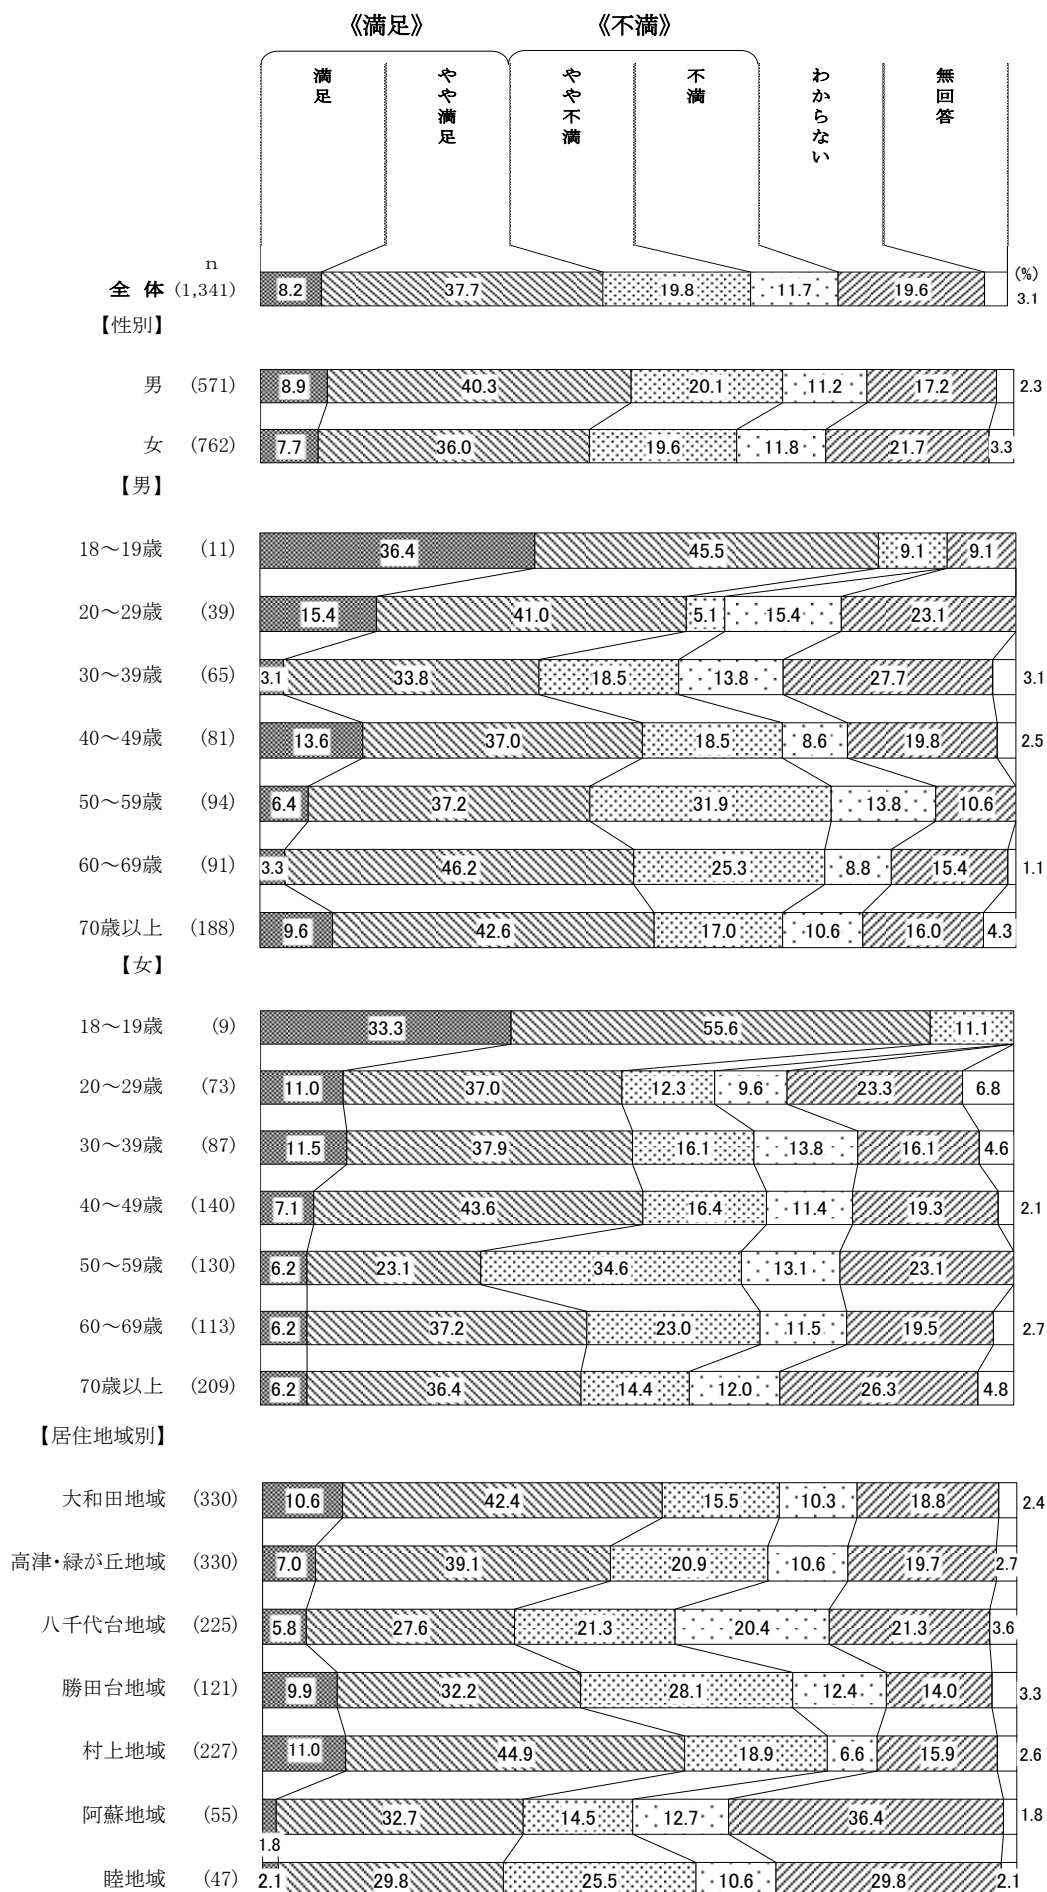 《満足》 《不満》
満足 やや満足 やや不満 不満 わからない 無回答
n
(%)
全 体 (1,341) 8.2 37.7 19.8 11.7 19.6 3.1
【性別】
男 (571) 8.9 40.3 20.1 11.2 17.2 2.3
女 (762) 7.7 36.0 19.6 11.8 21.7 3.3
【男】
18～19歳 (11) 36.4 45.5 9.1 9.1
20～29歳 (39) 15.4 41.0 5.1 15.4 23.1
30～39歳 (65) 3.1 33.8 18.5 13.8 27.7 3.1
40～49歳 (81) 13.6 37.0 18.5 8.6 19.8 2.5
50～59歳 (94) 6.4 37.2 31.9 13.8 10.6
60～69歳 (91) 3.3 46.2 25.3 8.8 15.4 1.1
70歳以上 (188) 9.6 42.6 17.0 10.6 16.0 4.3
【女】
18～19歳 (9) 33.3 55.6 11.1
20～29歳 (73) 11.0 37.0 12.3 9.6 23.3 6.8
30～39歳 (87) 11.5 37.9 16.1 13.8 16.1 4.6
40～49歳 (140) 7.1 43.6 16.4 11.4 19.3 2.1
50～59歳 (130) 6.2 23.1 34.6 13.1 23.1
60～69歳 (113) 6.2 37.2 23.0 11.5 19.5 2.7
70歳以上 (209) 6.2 36.4 14.4 12.0 26.3 4.8
【居住地域別】
大和田地域 (330) 10.6 42.4 15.5 10.3 18.8 2.4
高津・緑が丘地域 (330) 7.0 39.1 20.9 10.6 19.7 2.7
八千代台地域 (225) 5.8 27.6 21.3 20.4 21.3 3.6
勝田台地域 (121) 9.9 32.2 28.1 12.4 14.0 3.3
村上地域 (227) 11.0 44.9 18.9 6.6 15.9 2.6
阿蘇地域 (55) 1.8 32.7 14.5 12.7 36.4 1.8
睦地域 (47) 2.1 29.8 25.5 10.6 29.8 2.1